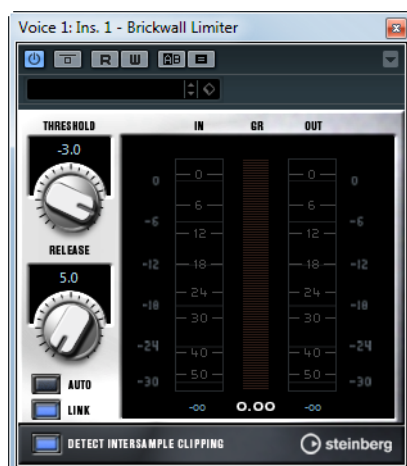 Voice 1: Ins. 1 - Brickwall Limiter
R W AB
THRESHOLD IN GR OUT
-3.0
0 0 0 0
6 6
-6 -6
12 12
RELEASE
-12 18 18 -12
5.0
24 24
-18 30 30 -18
-24 40 40 -24
AUTO -30 50 50 -30
LINK -∞ 0.00 -∞
DETECT INTERSAMPLE CLIPPING steinberg